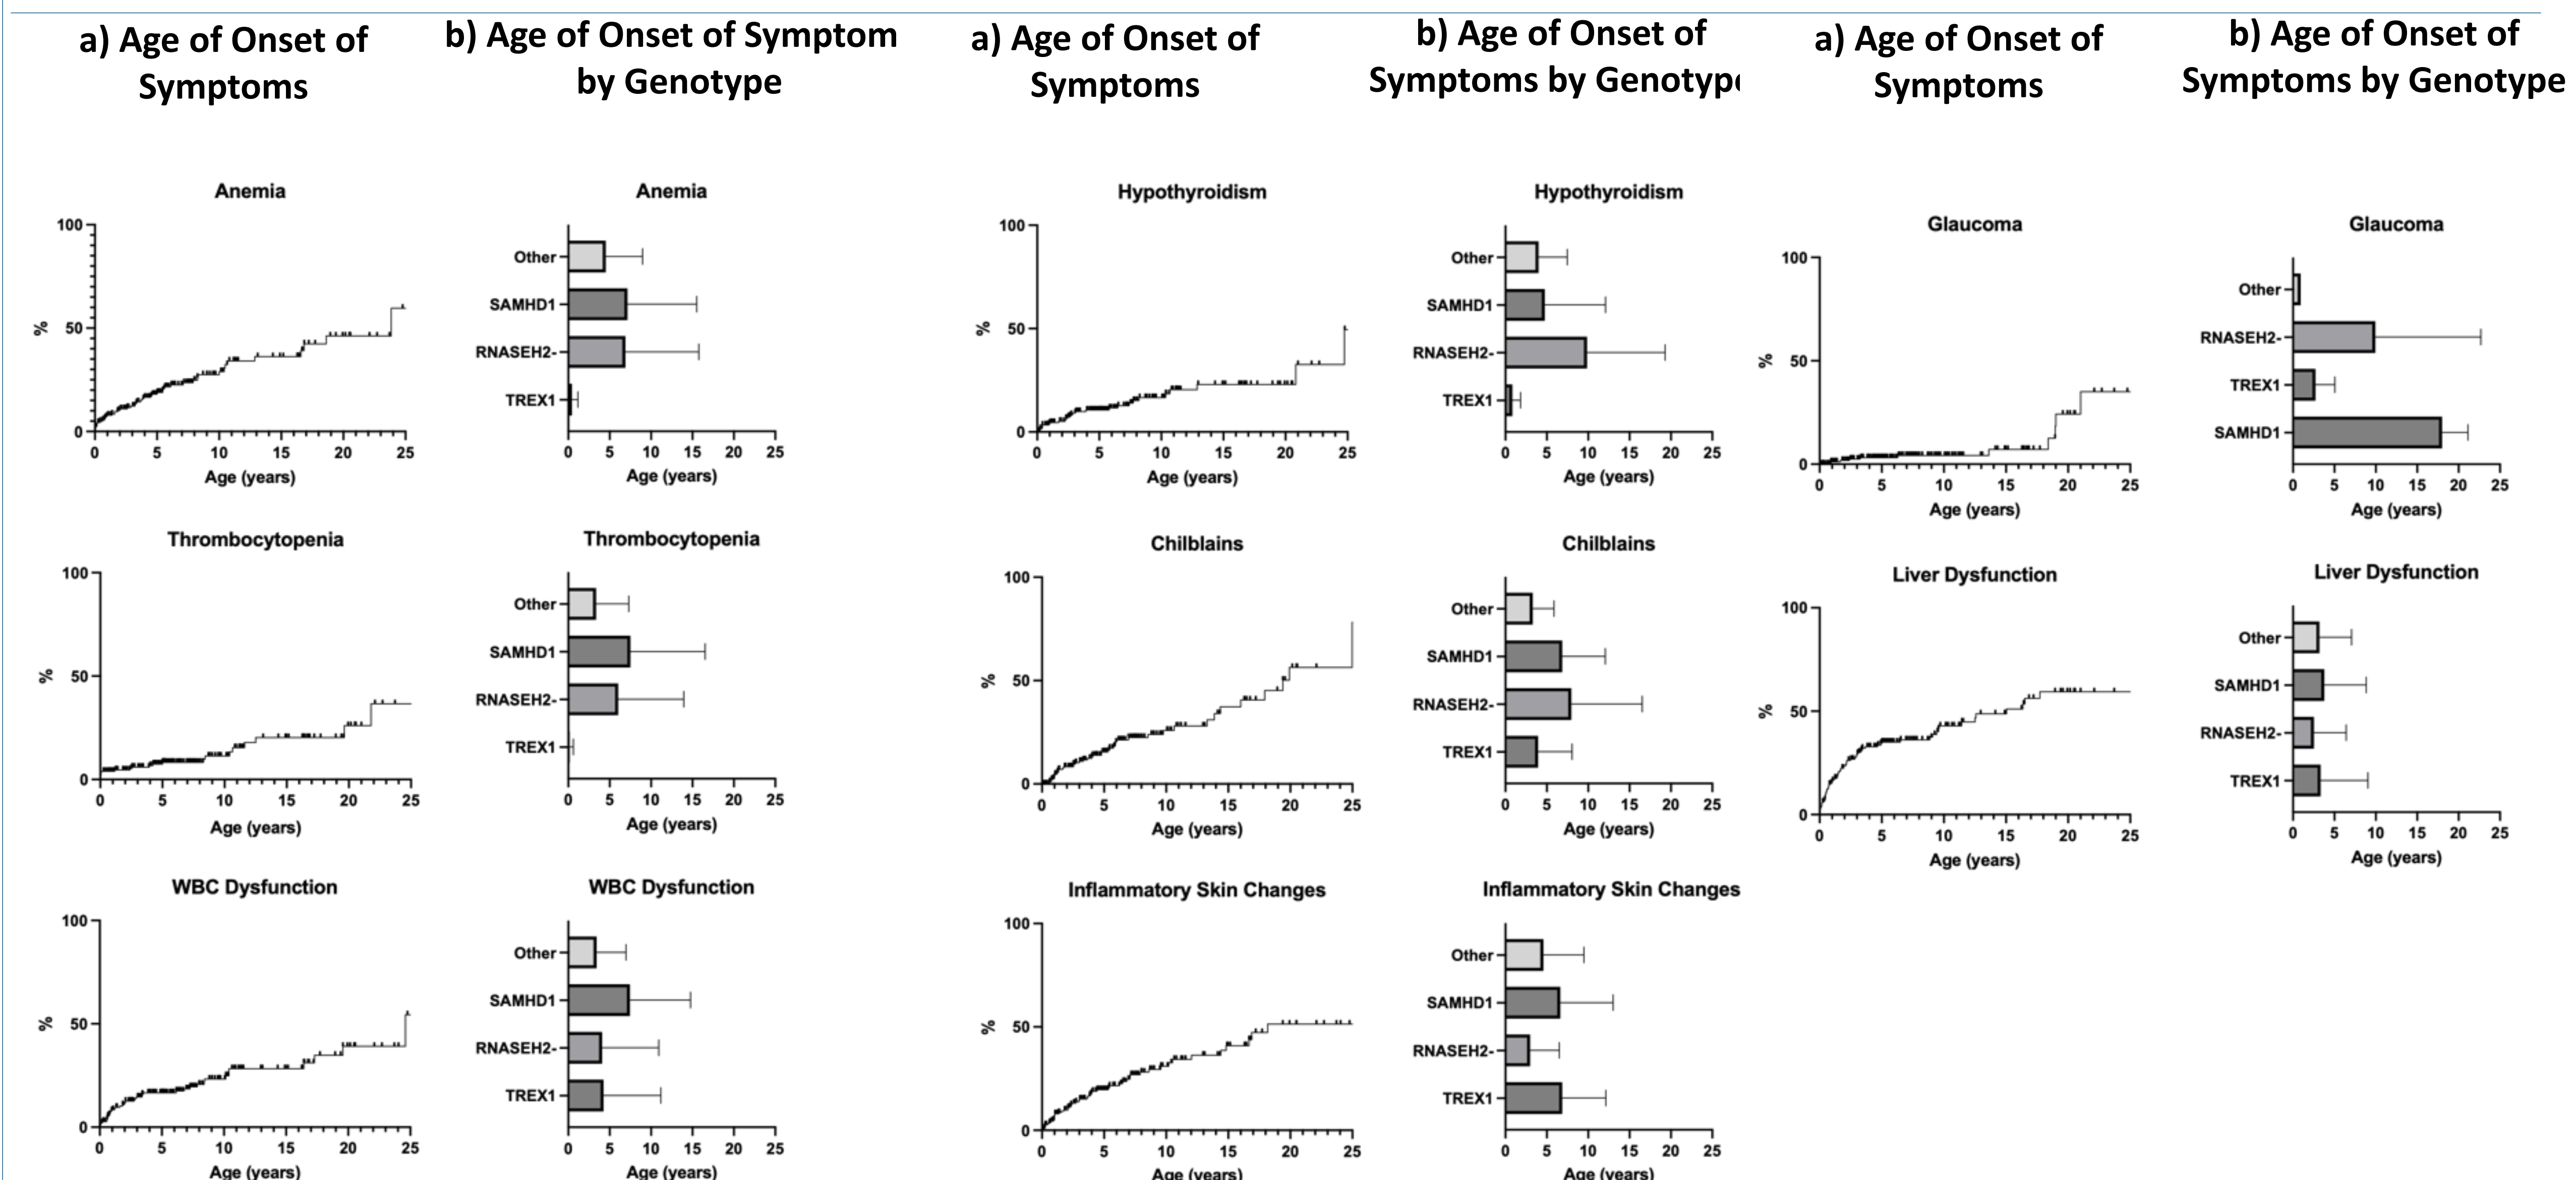 a) Age of Onset of
Symptoms
b) Age of Onset of Symptom
by Genotype
a) Age of Onset of
Symptoms
b) Age of Onset of
Symptoms by Genotype
a) Age of Onset of
Symptoms
b) Age of Onset of
Symptoms by Genotype
Anemia
100
50
0
%
0 5 10 15 20 25
Age (years)
Anemia
Other
SAMHD1
RNASEH2-
TREX1
0 5 10 15 20 25
Age (years)
Thrombocytopenia
100
50
0
%
0 5 10 15 20 25
Age (years)
Thrombocytopenia
Other
SAMHD1
RNASEH2-
TREX1
0 5 10 15 20 25
Age (years)
WBC Dysfunction
100
50
0
%
0 5 10 15 20 25
Age (years)
WBC Dysfunction
Other
SAMHD1
RNASEH2-
TREX1
0 5 10 15 20 25
Age (years)
Hypothyroidism
100
50
0
%
0 5 10 15 20 25
Age (years)
Hypothyroidism
Other
SAMHD1
RNASEH2-
TREX1
0 5 10 15 20 25
Age (years)
Chilblains
100
50
0
%
0 5 10 15 20 25
Age (years)
Chilblains
Other
SAMHD1
RNASEH2-
TREX1
0 5 10 15 20 25
Age (years)
Inflammatory Skin Changes
100
50
0
%
0 5 10 15 20 25
Age (years)
Inflammatory Skin Changes
Other
SAMHD1
RNASEH2-
TREX1
0 5 10 15 20 25
Age (years)
Glaucoma
100
50
0
%
0 5 10 15 20 25
Age (years)
Glaucoma
Other
RNASEH2-
TREX1
SAMHD1
0 5 10 15 20 25
Age (years)
Liver Dysfunction
100
50
0
%
0 5 10 15 20 25
Age (years)
Liver Dysfunction
Other
SAMHD1
RNASEH2-
TREX1
0 5 10 15 20 25
Age (years)